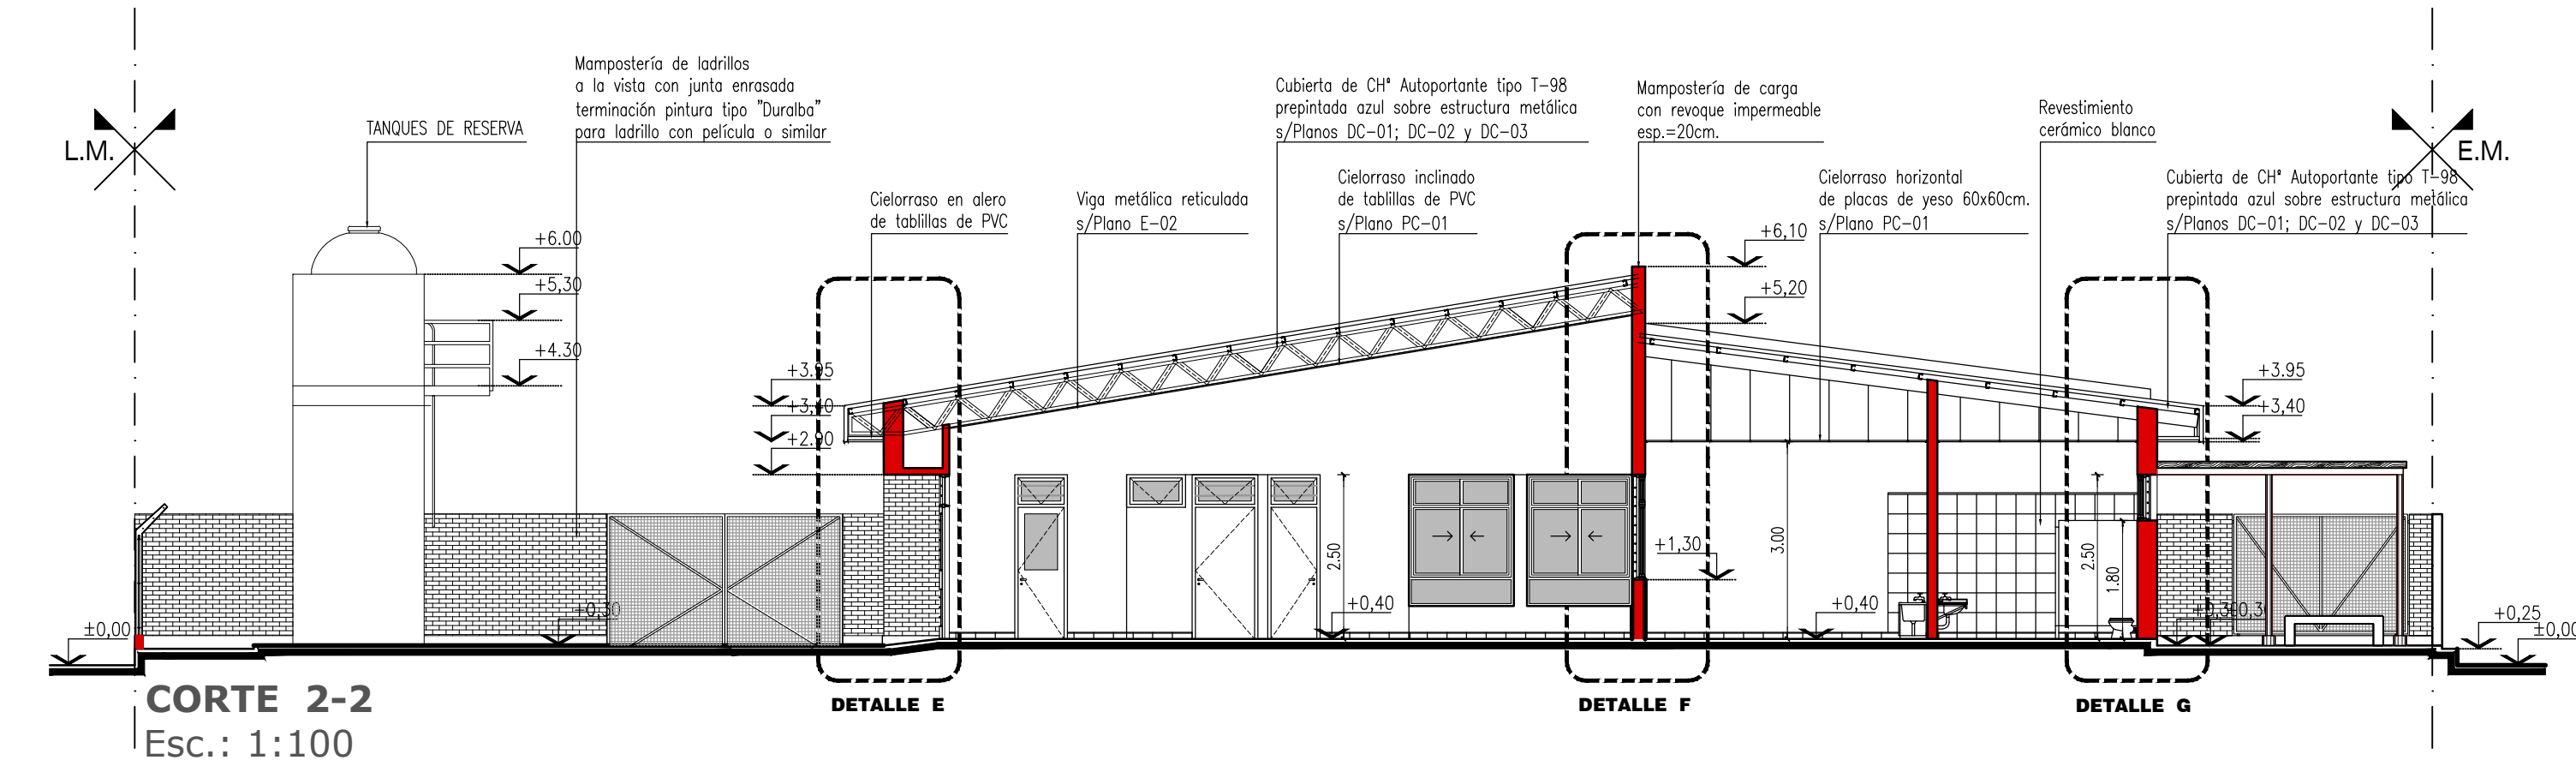 Mampostería de ladrillos
a la vista con junta enrasada
terminación pintura tipo "Duralba"
para ladrillo con película o similar
TANQUES DE RESERVA
Cubierta de CHº Autoportante tipo T-98
prepintada azul sobre estructura metálica
s/Planos DC-01; DC-02 y DC-03
Mampostería de carga
con revoque impermeable
esp.=20cm.
Revestimiento
cerámico blanco
L.M.
E.M.
Cielorraso en alero
de tablillas de PVC
Viga metálica reticulada
s/Plano E-02
Cielorraso inclinado
de tablillas de PVC
s/Plano PC-01
Cielorraso horizontal
de placas de yeso 60x60cm.
s/Plano PC-01
Cubierta de CHº Autoportante tipo T-98
prepintada azul sobre estructura metálica
s/Planos DC-01; DC-02 y DC-03
+6.00
+5,30
+4.30
+3.95
+3,40
+2.90
+6,10
+5,20
+3.95
+3,40
2.50
+1,30
3.00
2.50
1.80
±0,00
-0,30
+0,40
+0,40
+0,25
±0,00
DETALLE E
DETALLE F
DETALLE G
CORTE 2-2
Esc.: 1:100